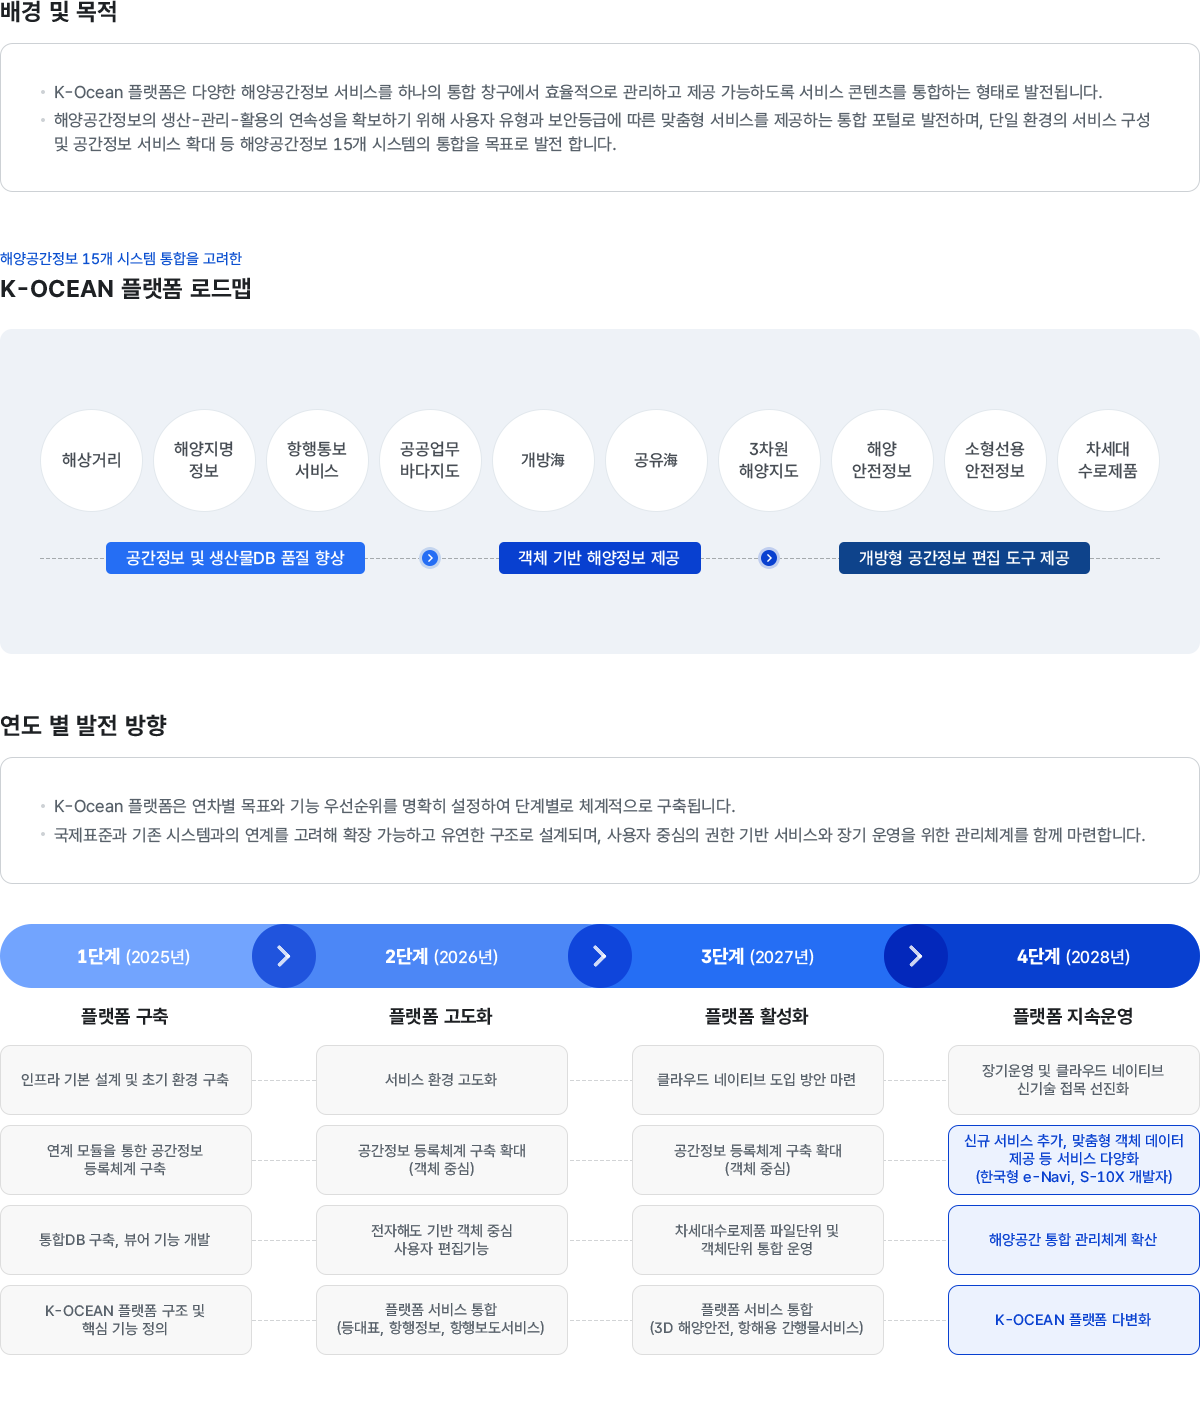 배경 및 목적
K-Ocean 플랫폼은 다양한 해양공간정보 서비스를 하나의 통합 창구에서 효율적으로 관리하고 제공 가능하도록 서비스 콘텐츠를 통합하는 형태로 발전됩니다.
해양공간정보의 생산-관리-활용의 연속성을 확보하기 위해 사용자 유형과 보안등급에 따른 맞춤형 서비스를 제공하는 통합 포털로 발전하며, 단일 환경의 서비스 구성
및 공간정보 서비스 확대 등 해양공간정보 15개 시스템의 통합을 목표로 발전 합니다.
해양공간정보 15개 시스템 통합을 고려한
K-OCEAN 플랫폼 로드맵
해상거리
해양지명
정보
항행통보
서비스
공공업무
바다지도
개방海
공유海
3차원
해양지도
해양
안전정보
소형선용
안전정보
차세대
수로제품
공간정보 및 생산물DB 품질 향상
객체 기반 해양정보 제공
개방형 공간정보 편집 도구 제공
연도 별 발전 방향
K-Ocean 플랫폼은 연차별 목표와 기능 우선순위를 명확히 설정하여 단계별로 체계적으로 구축됩니다.
국제표준과 기존 시스템과의 연계를 고려해 확장 가능하고 유연한 구조로 설계되며, 사용자 중심의 권한 기반 서비스와 장기 운영을 위한 관리체계를 함께 마련합니다.
1단계 (2025년)
2단계 (2026년)
3단계 (2027년)
4단계 (2028년)
플랫폼 구축
플랫폼 고도화
플랫폼 활성화
플랫폼 지속운영
인프라 기본 설계 및 초기 환경 구축
서비스 환경 고도화
클라우드 네이티브 도입 방안 마련
장기운영 및 클라우드 네이티브
신기술 접목 선진화
연계 모듈을 통한 공간정보
등록체계 구축
공간정보 등록체계 구축 확대
(객체 중심)
공간정보 등록체계 구축 확대
(객체 중심)
신규 서비스 추가, 맞춤형 객체 데이터
제공 등 서비스 다양화
(한국형 e-Navi, S-10X 개발자)
통합DB 구축, 뷰어 기능 개발
전자해도 기반 객체 중심
사용자 편집기능
차세대수로제품 파일단위 및
객체단위 통합 운영
해양공간 통합 관리체계 확산
K-OCEAN 플랫폼 구조 및
핵심 기능 정의
플랫폼 서비스 통합
(등대표, 항행정보, 항행보도서비스)
플랫폼 서비스 통합
(3D 해양안전, 항해용 간행물서비스)
K-OCEAN 플랫폼 다변화